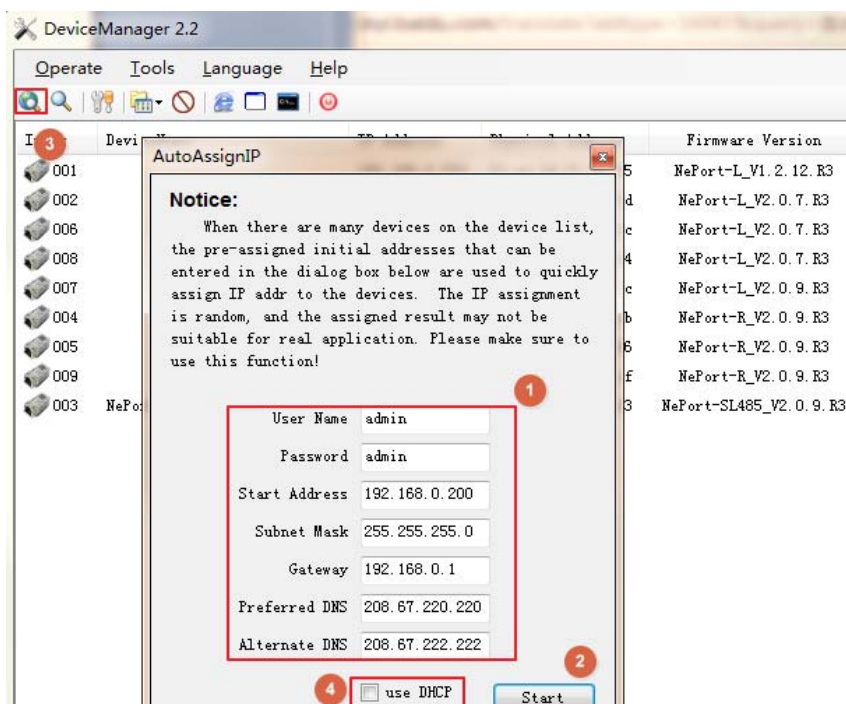 DeviceManager 2.2
Operate Tools Language Help
3
Devi
Firmware Version
AutoAssignIP
001 5 NePort-L_V1.2.12.R3
002 d NePort-L_V2.0.7.R3
006 c NePort-L_V2.0.7.R3
008 4 NePort-L_V2.0.7.R3
007 c NePort-L_V2.0.9.R3
004 b NePort-R_V2.0.9.R3
005 6 NePort-R_V2.0.9.R3
009 f NePort-R_V2.0.9.R3
003 NePo 3 NePort-SL485_V2.0.9.R3
Notice:
When there are many devices on the device list,
the pre-assigned initial addresses that can be
entered in the dialog box below are used to quickly
assign IP addr to the devices. The IP assignment
is random, and the assigned result may not be
suitable for real application. Please make sure to
use this function!
1
User Name admin
Password admin
Start Address 192.168.0.200
Subnet Mask 255.255.255.0
Gateway 192.168.0.1
Preferred DNS 208.67.220.220
Alternate DNS 208.67.222.222
2
4 use DHCP Start